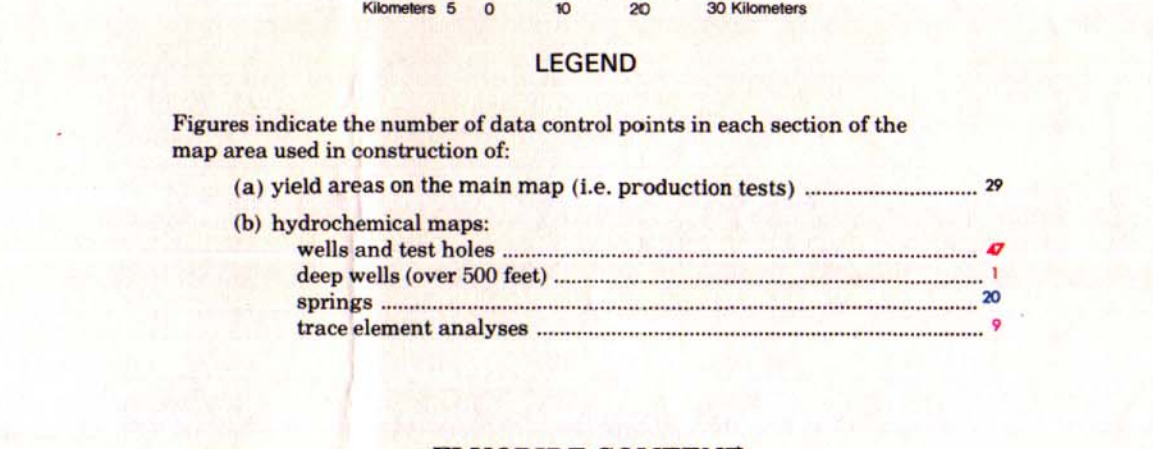 Kilometers 5 0 10 20 30 Kilometers
LEGEND
Figures indicate the number of data control points in each section of the
map area used in construction of:
(a) yield areas on the main map (i.e. production tests) .............................. 29
(b) hydrochemical maps:
wells and test holes ................................................................................ 47
deep wells (over 500 feet) ........................................................................ 1
springs ...................................................................................................... 20
trace element analyses ............................................................................ 9